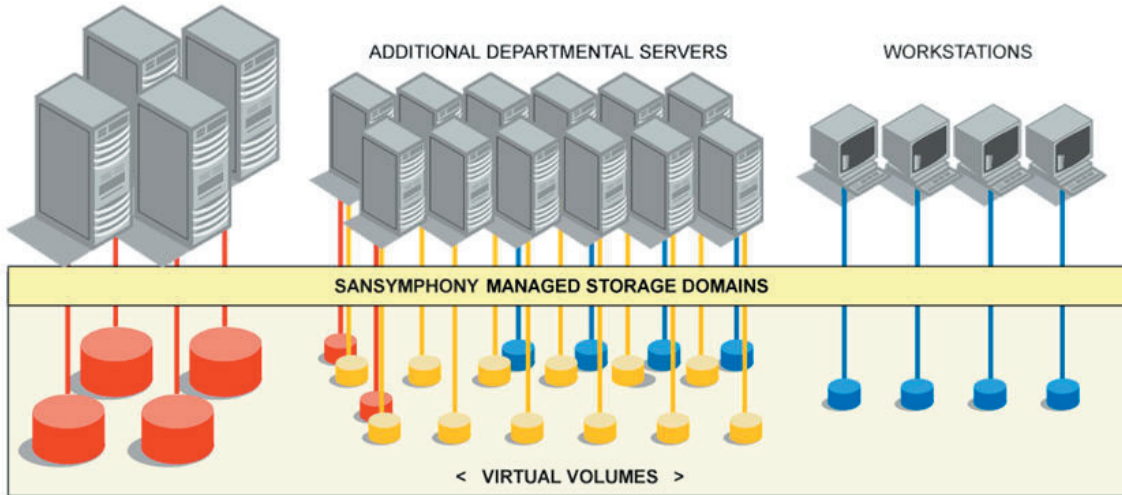 ADDITIONAL DEPARTMENTAL SERVERS
WORKSTATIONS
SANSYMPHONY MANAGED STORAGE DOMAINS
< VIRTUAL VOLUMES >